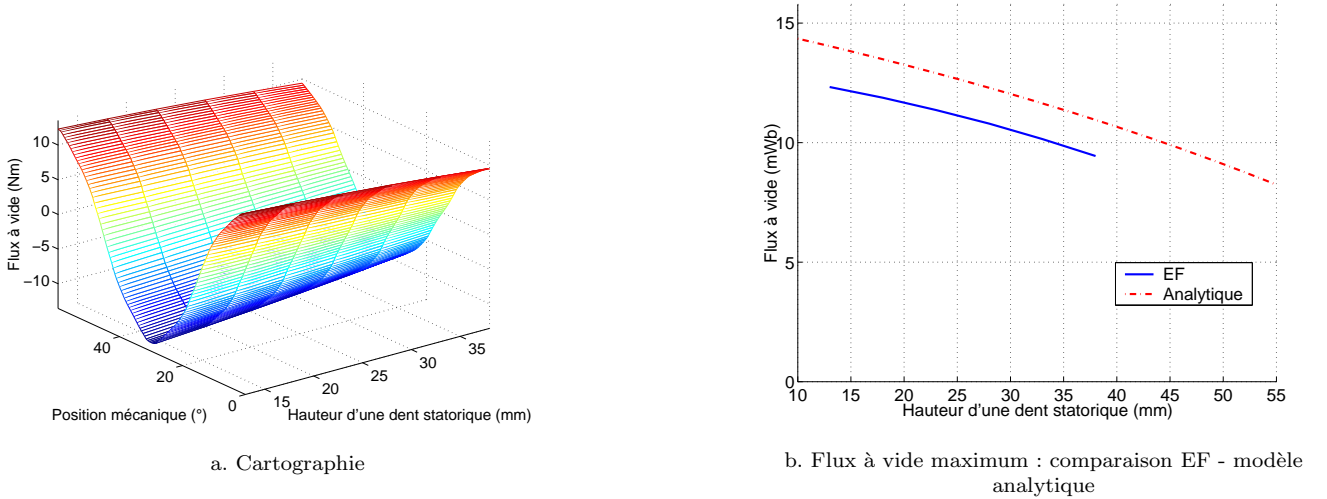 10
5
0
−5
−10
Flux à vide (Nm)
40
20
0
15
20
25
30
35
Position mécanique (°)
Hauteur d'une dent statorique (mm)
a. Cartographie
15
10
5
0
Flux à vide (mWb)
EF
Analytique
10 15 20 25 30 35 40 45 50 55
Hauteur d'une dent statorique (mm)
b. Flux à vide maximum : comparaison EF - modèle
analytique